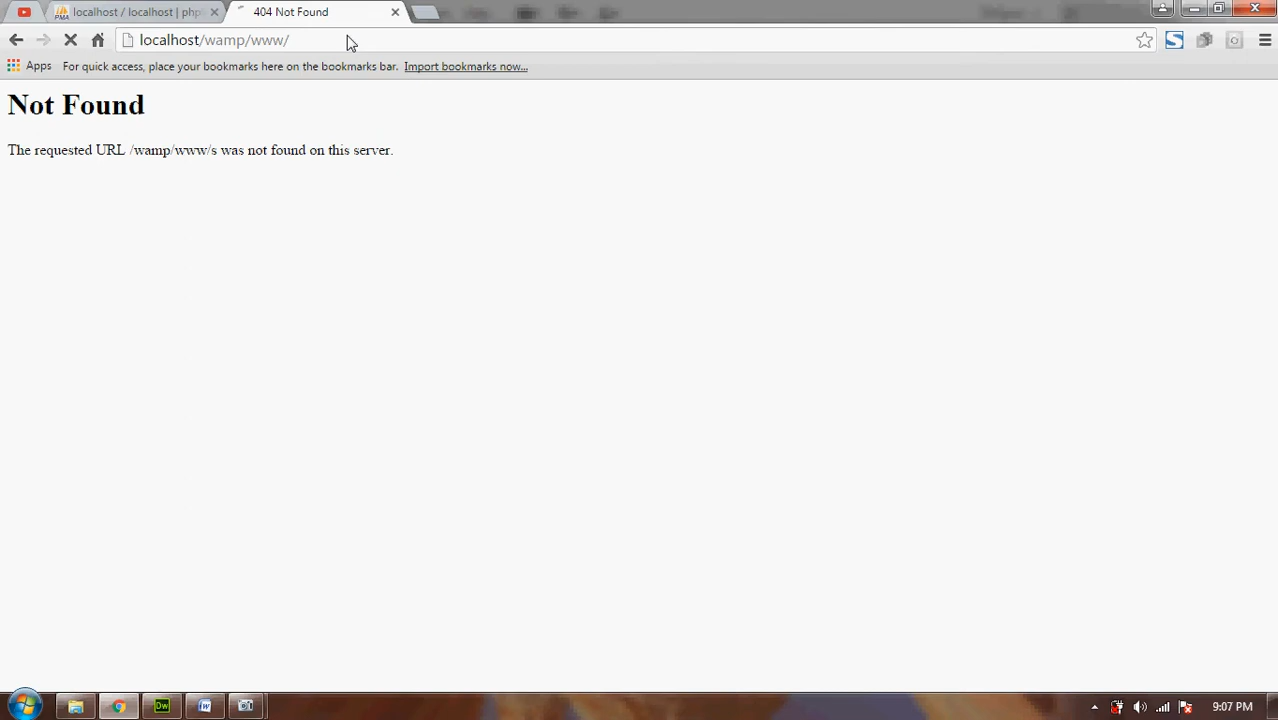 localhost / localhost | php
404 Not Found
localhost/wamp/www/
Apps For quick access, place your bookmarks here on the bookmarks bar. Import bookmarks now...
Not Found
The requested URL /wamp/www/s was not found on this server.
Dw
9:07 PM